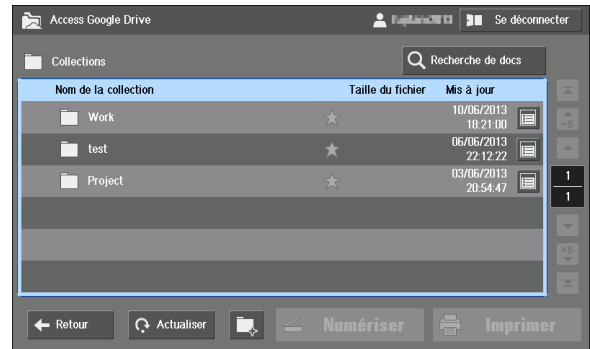 Access Google Drive
Se déconnecter
Collections
Recherche de docs
Nom de la collection Taille du fichier Mis à jour
Work 10/06/2013
18:21:00
-5
test 06/06/2013
22:12:22
Project 03/06/2013
20:54:47
1
1
+5
Retour Actualiser Numériser Imprimer